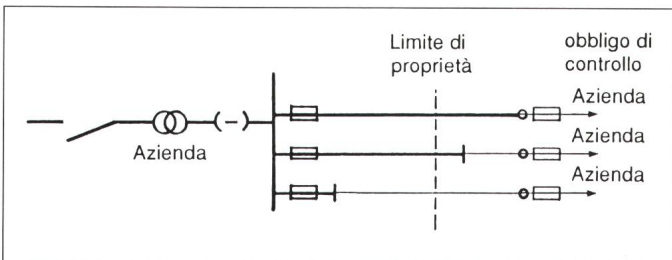 Limite di
proprietà
obbligo di
controllo
Azienda
Azienda
Azienda
Azienda